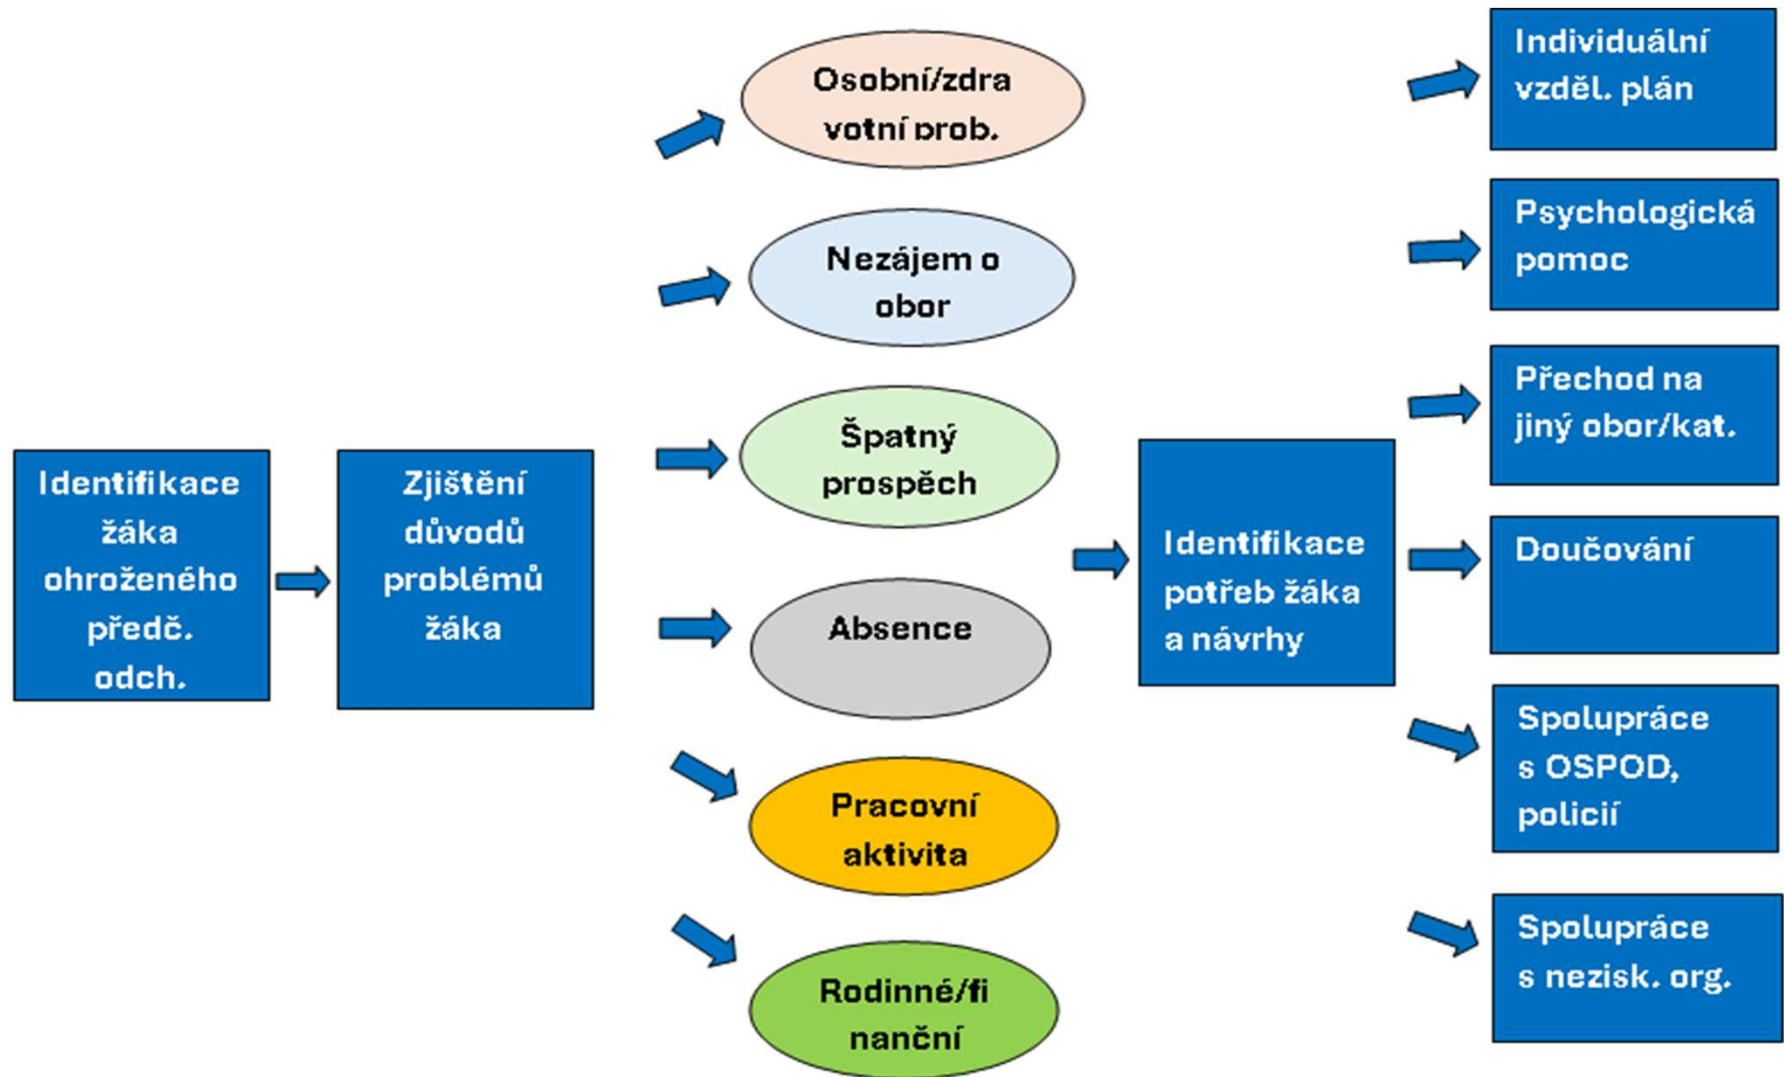 Identifikace
žáka
ohroženého
předč.
odch.
Zjištění
důvodů
problémů
žáka
Osobní/zdra
votní prob.
Nezájem o
obor
Špatný
prospěch
Absence
Pracovní
aktivita
Rodinné/fi
nanční
Identifikace
potřeb žáka
a návrhy
Individuální
vzděl. plán
Psychologická
pomoc
Přechod na
jiný obor/kat.
Doučování
Spolupráce
s OSPOD,
policií
Spolupráce
s nezisk. org.